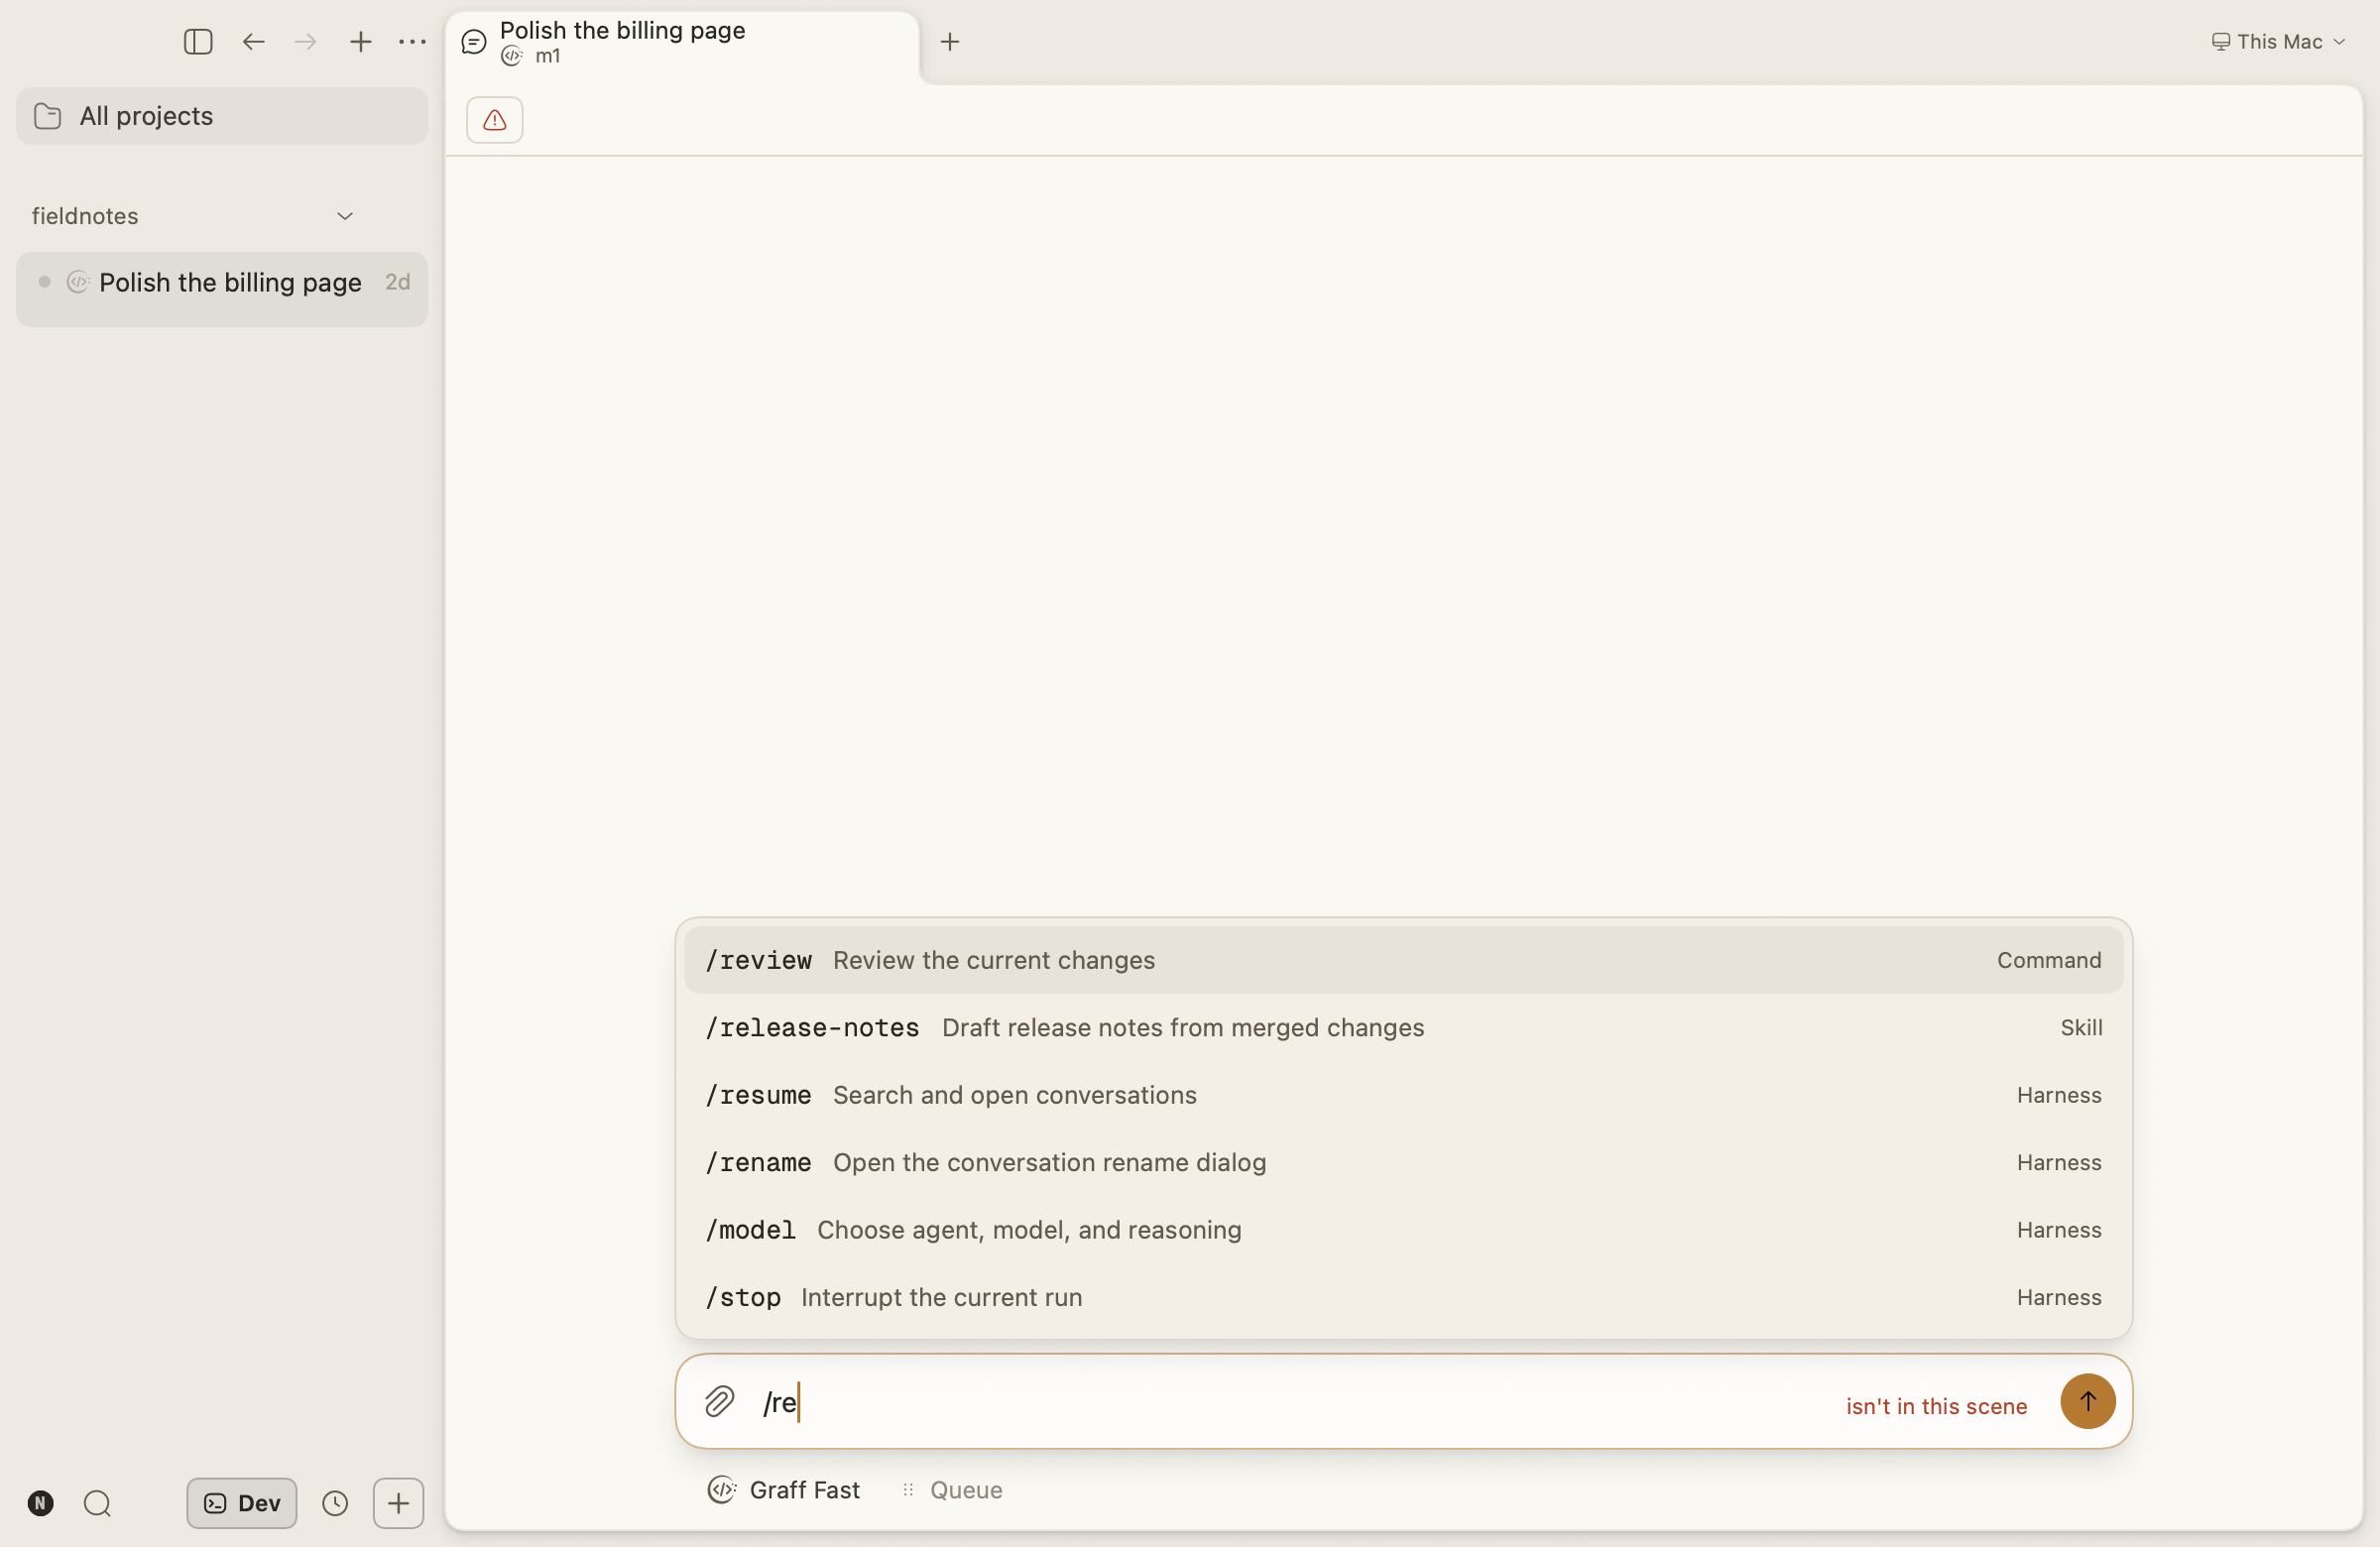 Polish the billing page
m1
This Mac
All projects
fieldnotes
Polish the billing page 2d
/review Review the current changes Command
/release-notes Draft release notes from merged changes Skill
/resume Search and open conversations Harness
/rename Open the conversation rename dialog Harness
/model Choose agent, model, and reasoning Harness
/stop Interrupt the current run Harness
/re isn't in this scene
Graff Fast Queue
N Dev